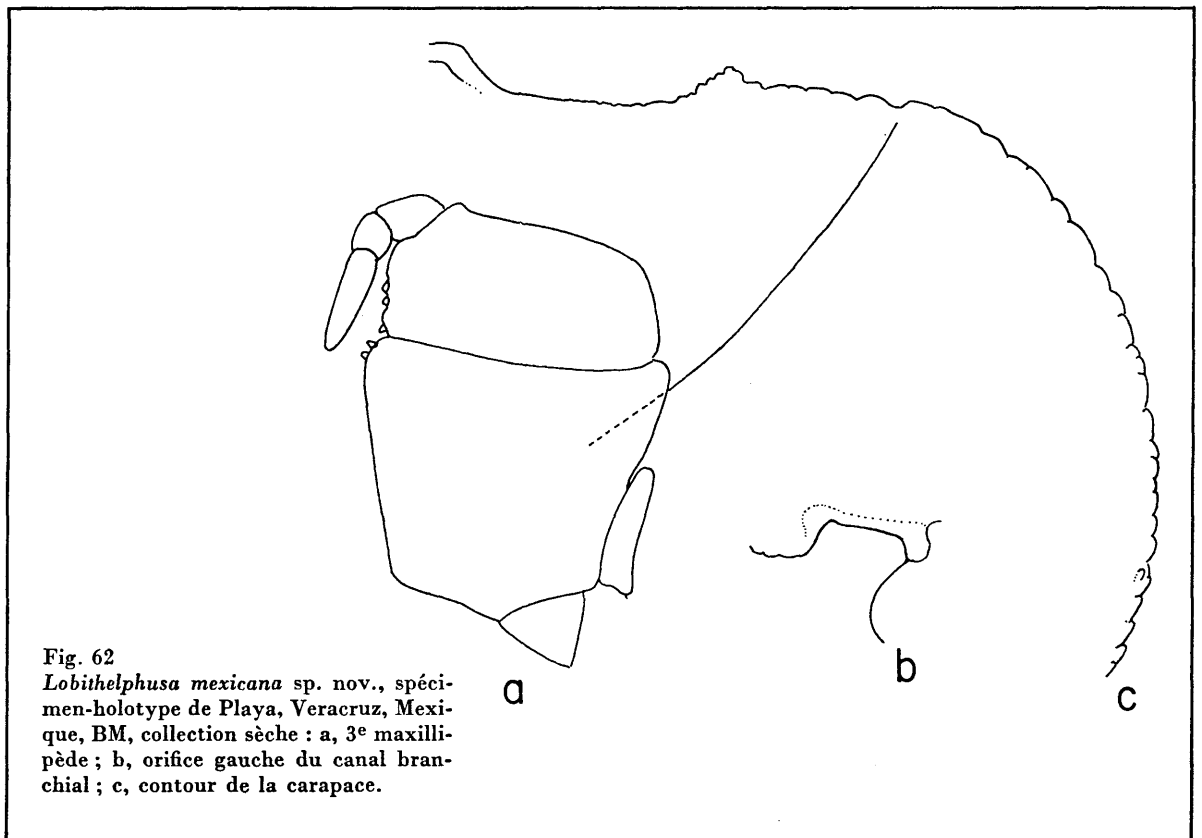 a
b
c
Fig. 62
Lobithelphusa mexicana sp. nov., spéci-
men-holotype de Playa, Veracruz, Mexi-
que, BM, collection sèche : a, 3e maxilli-
pède ; b, orifice gauche du canal bran-
chial ; c, contour de la carapace.